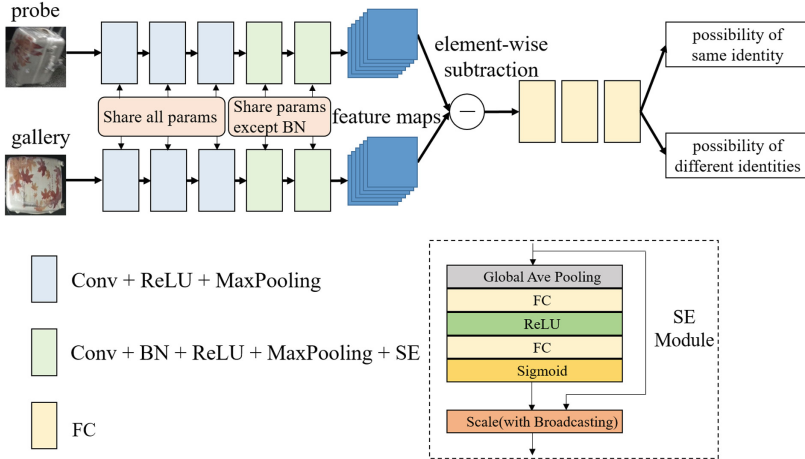 probe
element-wise
subtraction
possibility of
same identity
Share all params
Share params
except BN
feature maps
gallery
possibility of
different identities
Conv + ReLU + MaxPooling
Conv + BN + ReLU + MaxPooling + SE
FC
Global Ave Pooling
FC
ReLU
FC
Sigmoid
Scale(with Broadcasting)
SE
Module